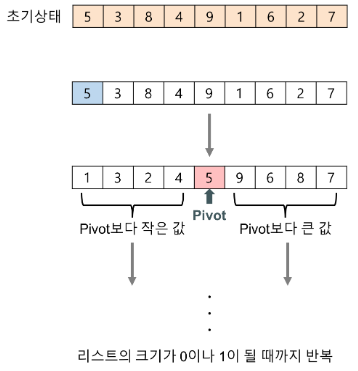 초기상태 5 3 8 4 9 1 6 2 7
5 3 8 4 9 1 6 2 7
1 3 2 4 5 9 6 8 7
Pivot
Pivot보다 작은 값 Pivot보다 큰 값
리스트의 크기가 0이나 1이 될 때까지 반복